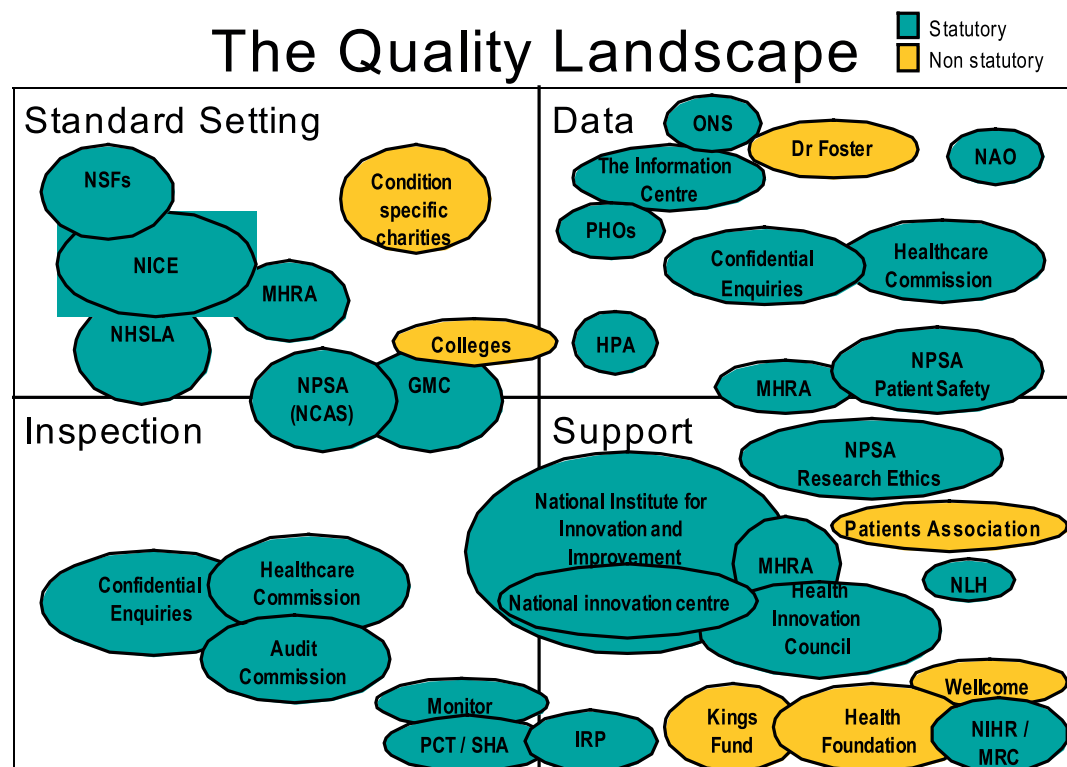 The Quality Landscape
Statutory
Non statutory
Standard Setting
NSFs
NICE
MHRA
NHSLA
Condition
specific
charities
Colleges
NPSA
(NCAS)
GMC
Data
ONS
Dr Foster
NAO
The Information
Centre
PHOs
Confidential
Enquiries
Healthcare
Commission
HPA
MHRA
NPSA
Patient Safety
Inspection
Confidential
Enquiries
Healthcare
Commission
Audit
Commission
Monitor
PCT / SHA
IRP
Support
NPSA
Research Ethics
National Institute for
Innovation and
Improvement
National innovation centre
MHRA
Patients Association
NLH
Health
Innovation
Council
Kings
Fund
Health
Foundation
Wellcome
NIHR /
MRC